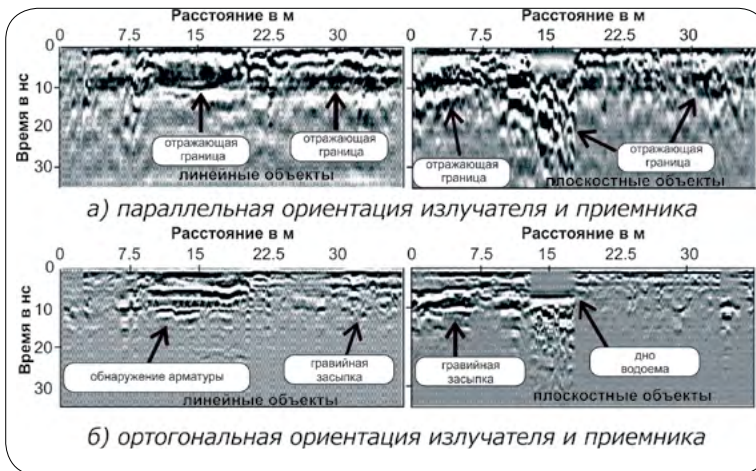 Расстояние в м
Расстояние в м
0 7.5 15 22.5 30
0 7.5 15 22.5 30
Время в нс
0
10
20
30
отражающая
граница
отражающая
граница
линейные объекты
отражающая
граница
отражающая
граница
плоскостные объекты
а) параллельная ориентация излучателя и приемника
Расстояние в м
Расстояние в м
0 7.5 15 22.5 30
0 7.5 15 22.5 30
Время в нс
0
10
20
30
обнаружение арматуры
гравийная
засыпка
линейные объекты
гравийная
засыпка
дно
водоема
плоскостные объекты
б) ортогональная ориентация излучателя и приемника